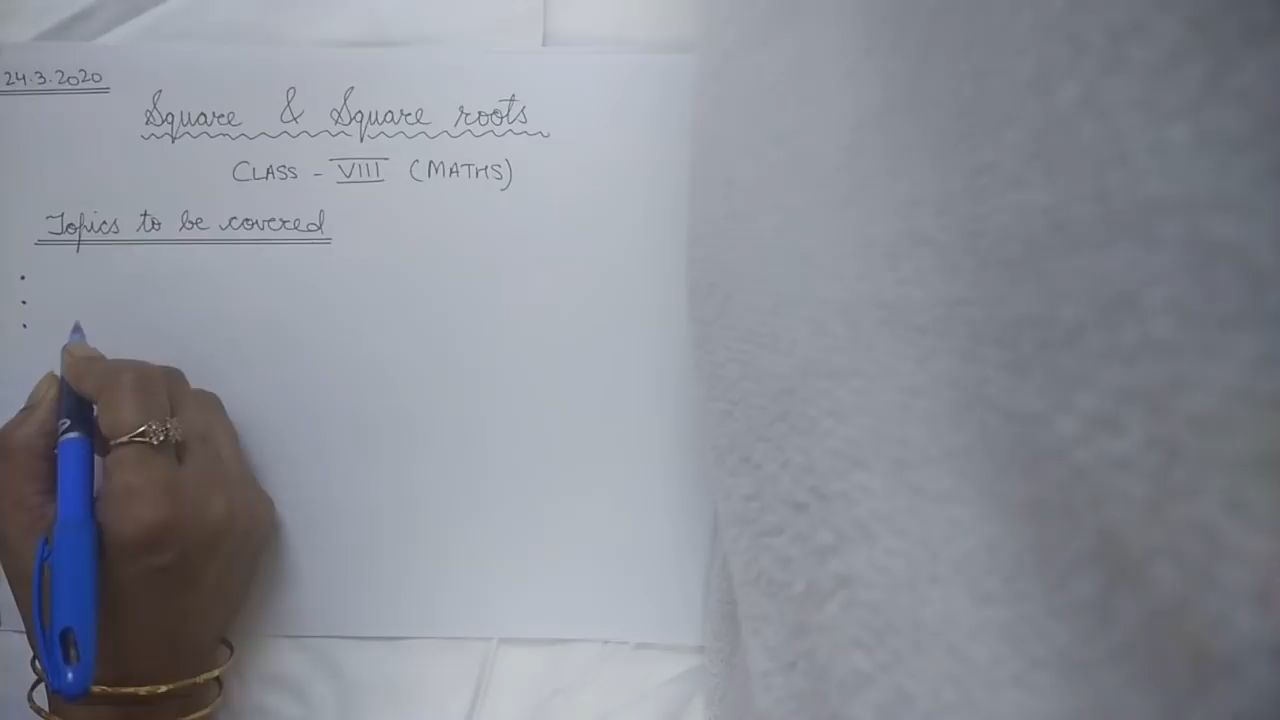 24.3.2020
Square & Square roots
CLASS - VIII (MATHS)
Topics to be covered